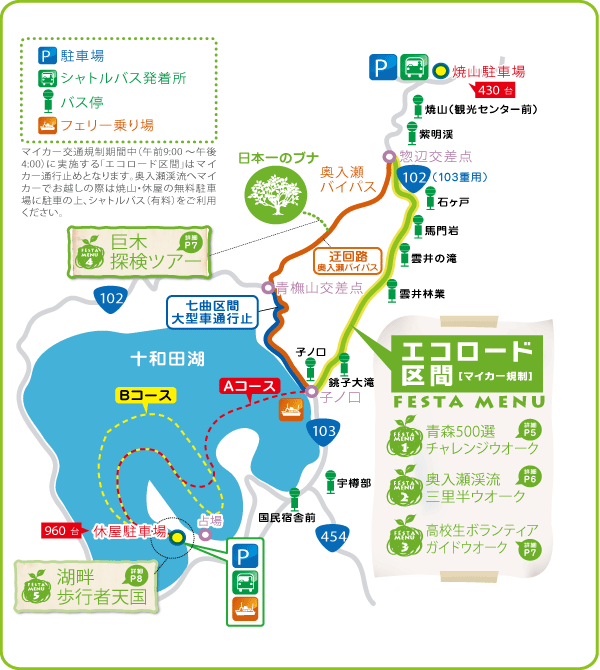 P 駐車場
シャトルバス発着所
バス停
フェリー乗り場
マイカー交通規制期間中(午前9:00～午後
4:00)に実施する「エコロード区間」はマイ
カー通行止めとなります。奥入瀬渓流へマイ
カーでお越しの際は焼山・休屋の無料駐車
場に駐車の上、シャトルバス(有料)をご利用
ください。
P
焼山駐車場
430 台
焼山(観光センター前)
紫明渓
惣辺交差点
102
(103重用)
日本一のブナ
奥入瀬
バイパス
石ヶ戸
馬門岩
雲井の滝
雲井林業
FESTA MENU 4
巨木
探検ツアー
詳細 P7
迂回路
奥入瀬バイパス
青橅山交差点
102
七曲区間
大型車通行止
十和田湖
子ノ口
銚子大滝
子ノ口
Aコース
Bコース
103
エコロード
区間
【マイカー規制】
FESTA MENU
FESTA MENU 1
青森500選
チャレンジウオーク
詳細 P5
FESTA MENU 2
奥入瀬渓流
三里半ウオーク
詳細 P6
FESTA MENU 3
高校生ボランティア
ガイドウオーク
詳細 P7
宇樽部
国民宿舎前
454
占場
960 台
休屋駐車場
P
FESTA MENU 5
湖畔
歩行者天国
詳細 P8